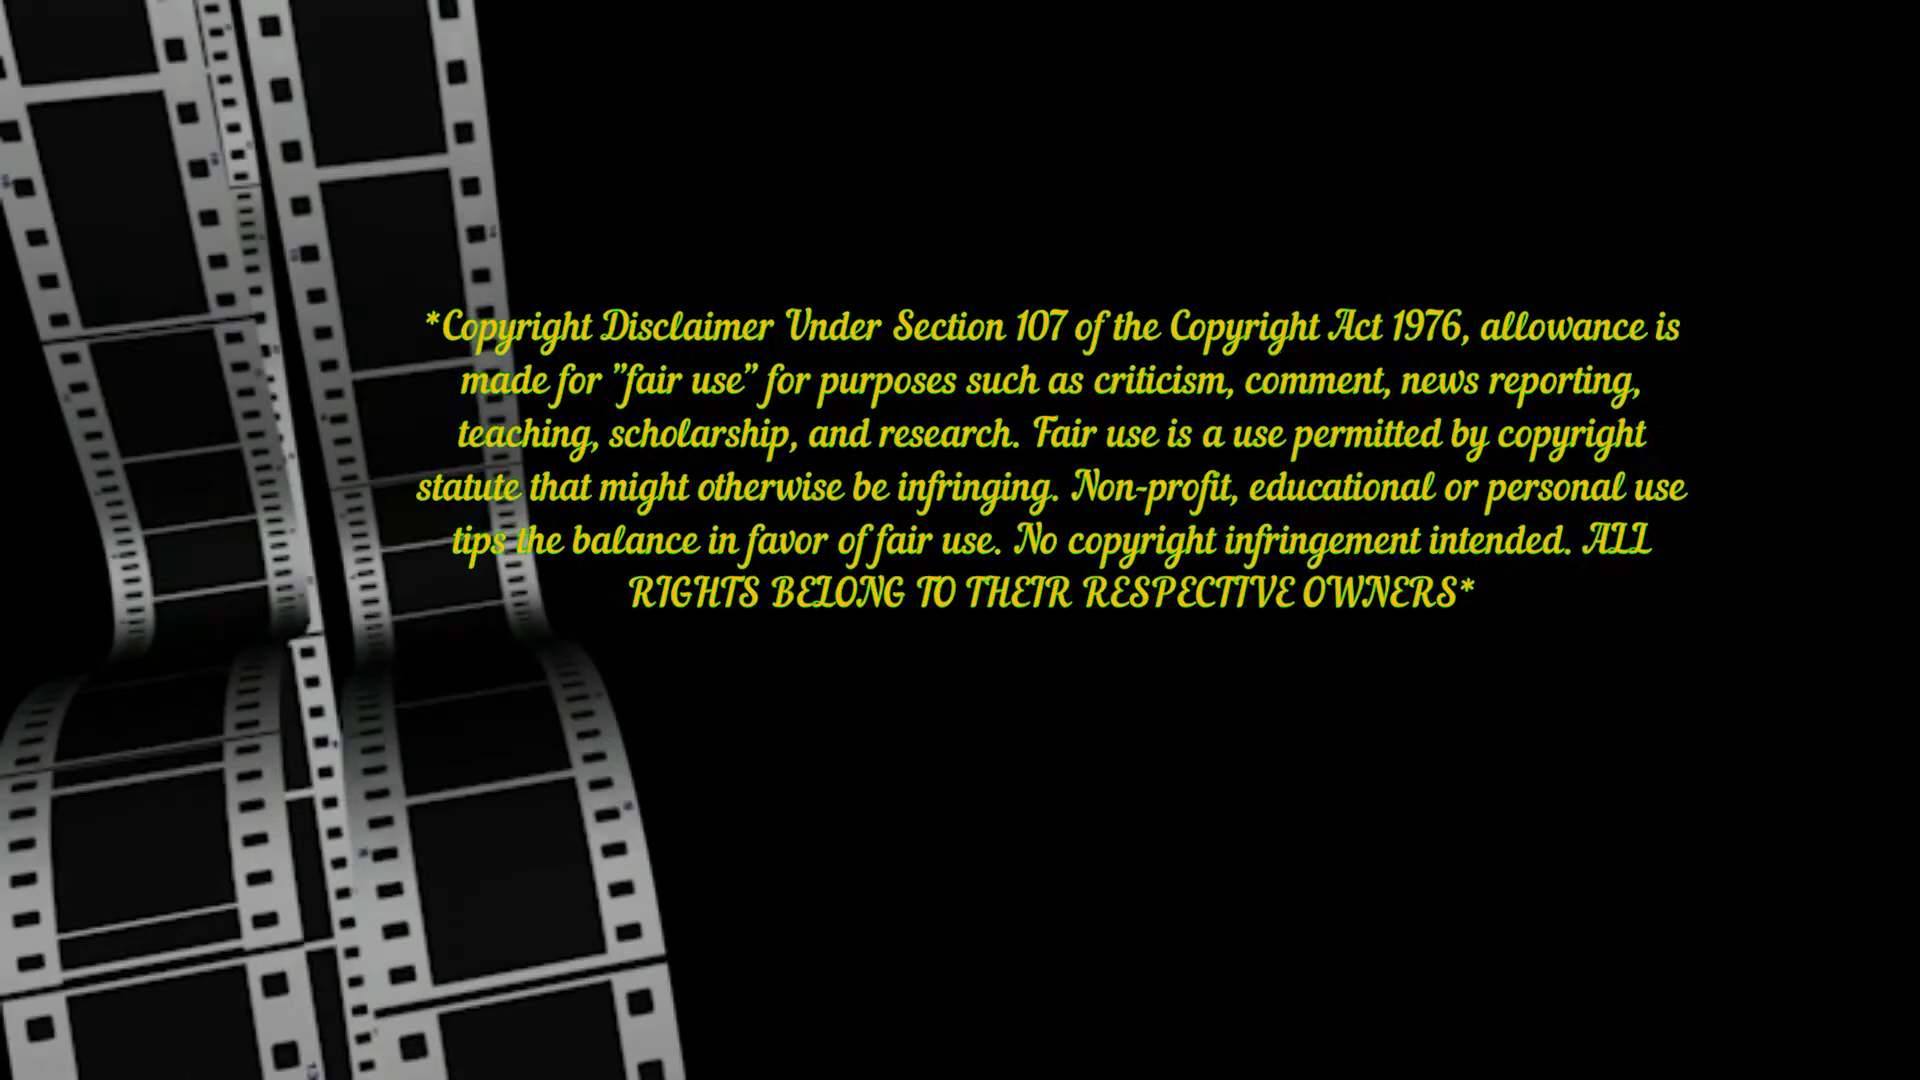 *Copyright Disclaimer Under Section 107 of the Copyright Act 1976, allowance is
made for "fair use" for purposes such as criticism, comment, news reporting,
teaching, scholarship, and research. Fair use is a use permitted by copyright
statute that might otherwise be infringing. Non-profit, educational or personal use
tips the balance in favor of fair use. No copyright infringement intended. ALL
RIGHTS BELONG TO THEIR RESPECTIVE OWNERS*